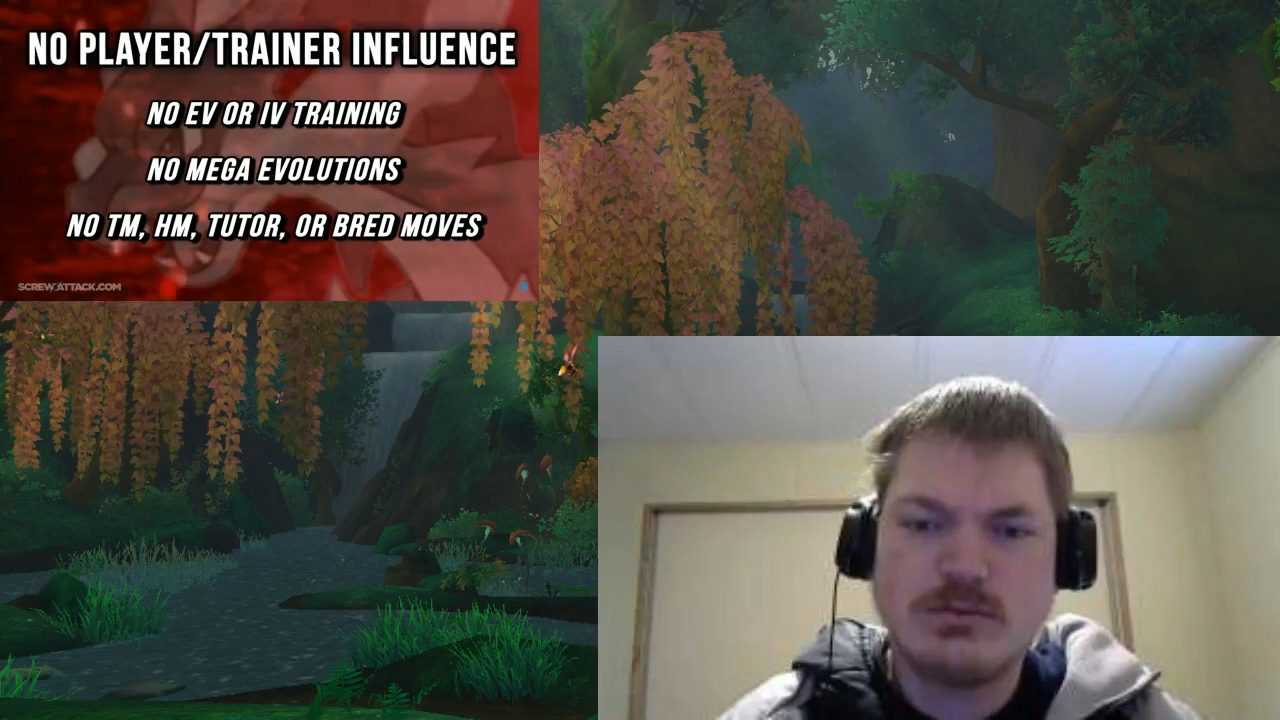 NO PLAYER/TRAINER INFLUENCE
NO EV OR IV TRAINING
NO MEGA EVOLUTIONS
NO TM, HM, TUTOR, OR BRED MOVES
SCREWATTACK.COM